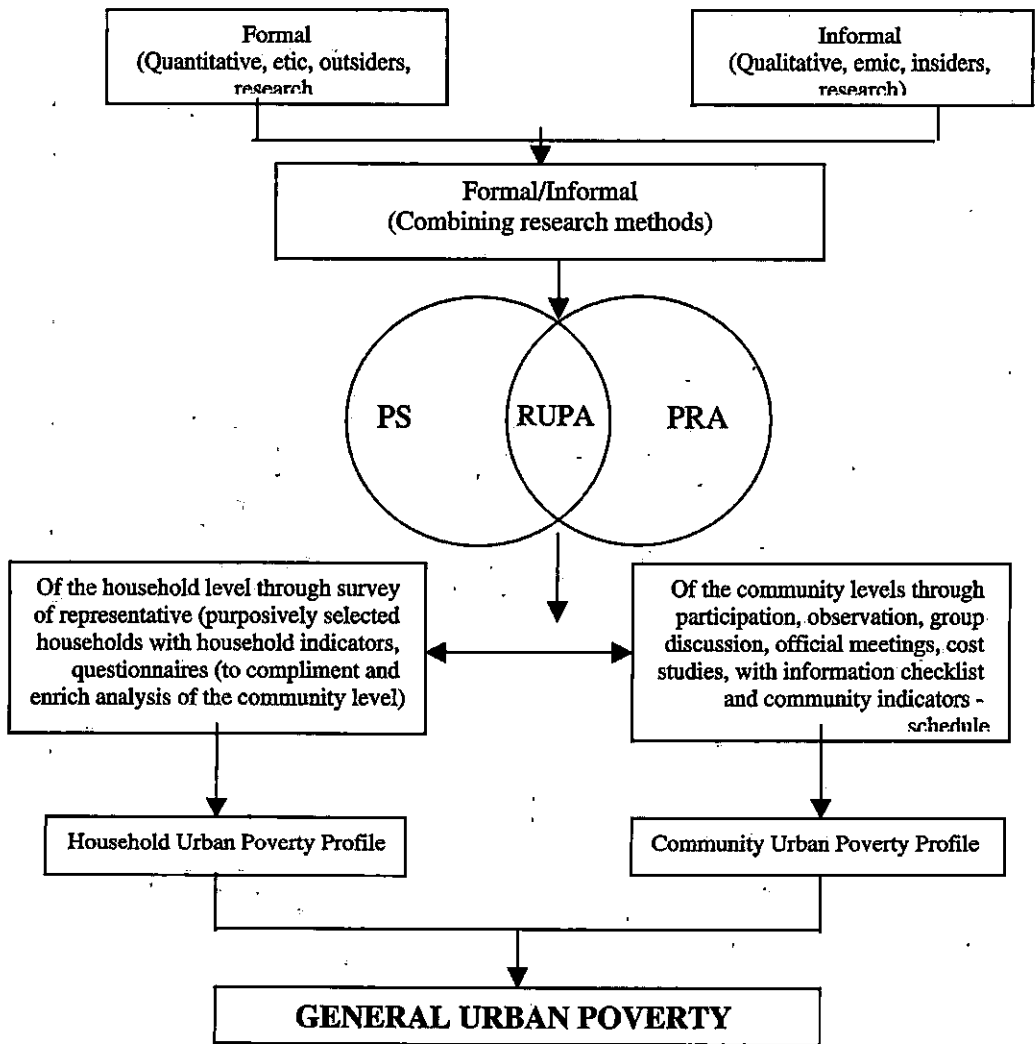 Formal
(Quantitative, etic, outsiders,
research
Informal
(Qualitative, emic, insiders,
research)
Formal/Informal
(Combining research methods)
PS
RUPA
PRA
Of the household level through survey
of representative (purposively selected
households with household indicators,
questionnaires (to compliment and
enrich analysis of the community level)
Of the community levels through
participation, observation, group
discussion, official meetings, cost
studies, with information checklist
and community indicators -
schedule
Household Urban Poverty Profile
Community Urban Poverty Profile
GENERAL URBAN POVERTY